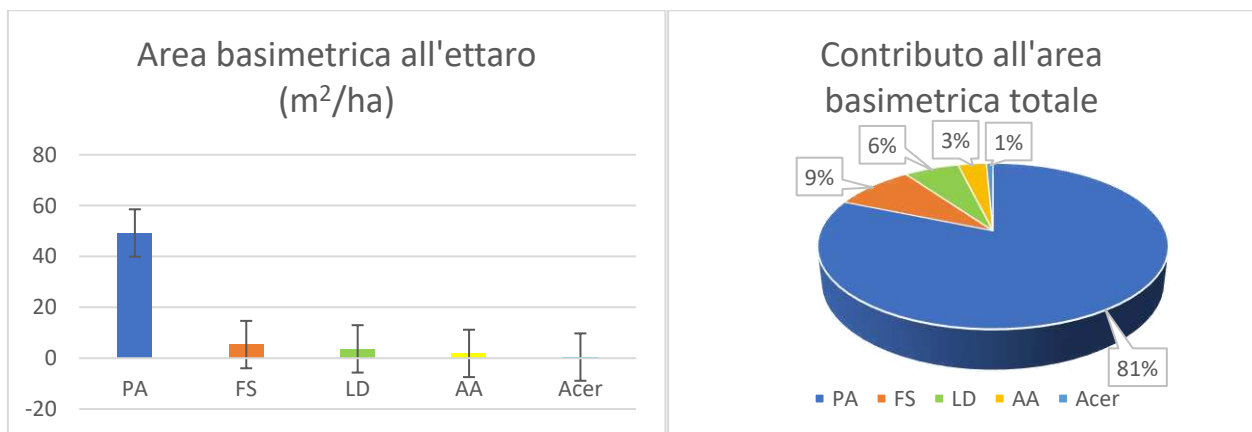 Area basimetrica all'ettaro
(m²/ha)
80
60
40
20
0
-20
PA FS LD AA Acer
Contributo all'area
basimetrica totale
9%
6%
3%
1%
81%
PA FS LD AA Acer